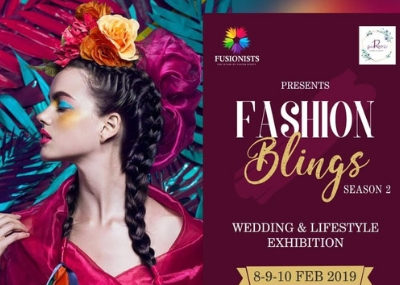 FUSIONISTS
PRESENTS
FASHION
Blings
SEASON 2
WEDDING & LIFESTYLE
EXHIBITION
8-9-10 FEB 2019